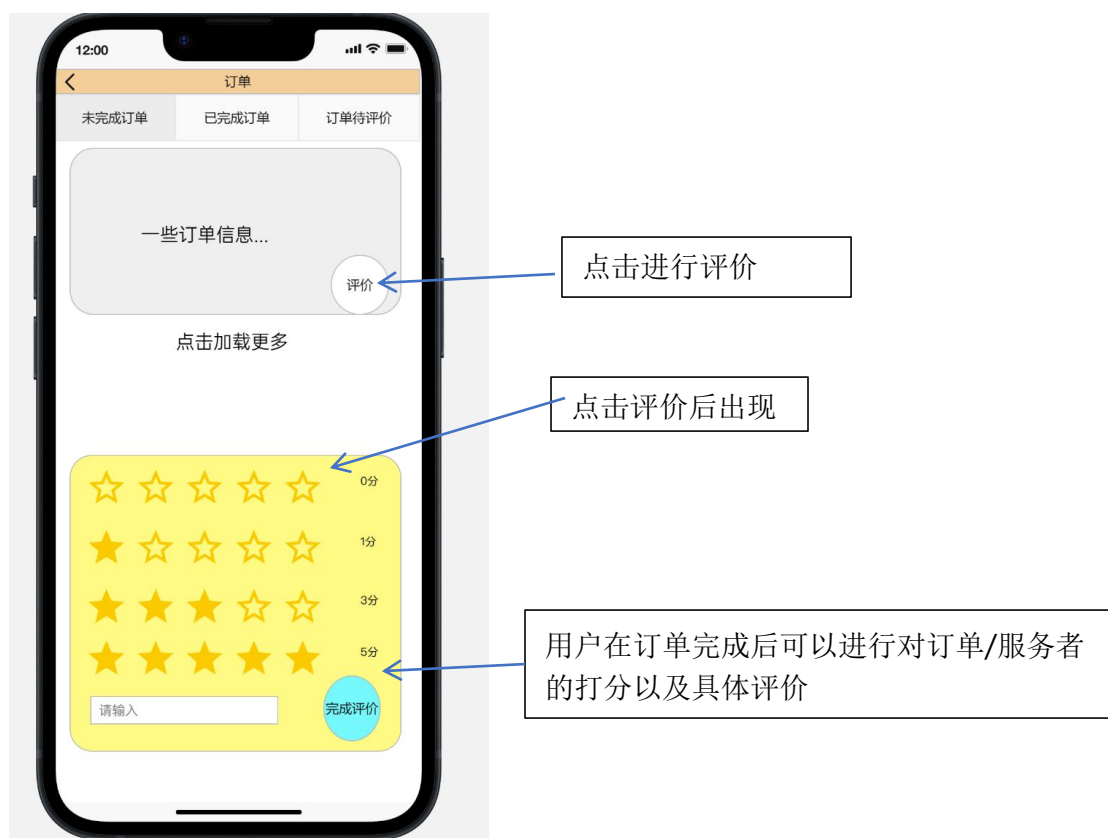 12:00
订单
未完成订单 已完成订单 订单待评价
一些订单信息...
评价
点击进行评价
点击加载更多
点击评价后出现
0分
1分
3分
5分
用户在订单完成后可以进行对订单/服务者
的打分以及具体评价
请输入
完成评价